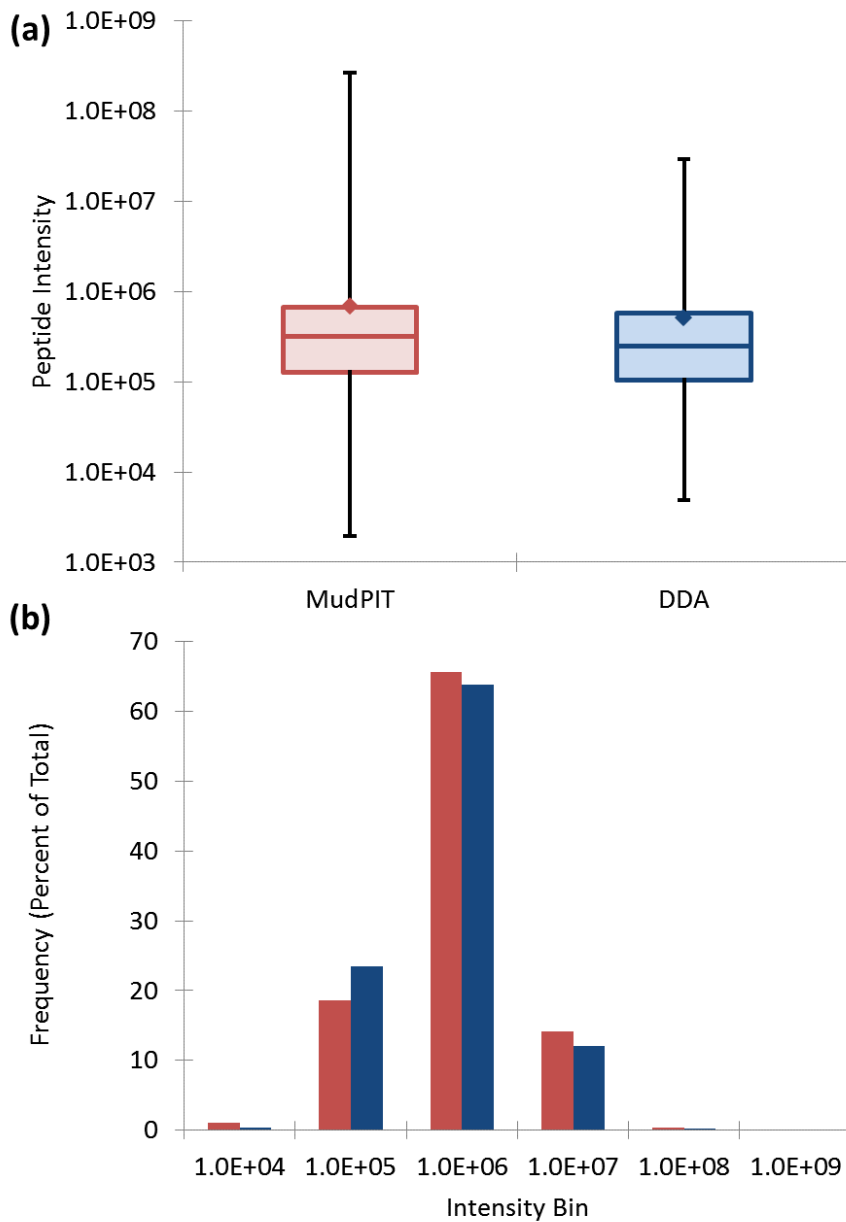 (a)
Peptide Intensity
1.0E+09
1.0E+08
1.0E+07
1.0E+06
1.0E+05
1.0E+04
1.0E+03
MudPIT DDA
(b)
Frequency (Percent of Total)
70
60
50
40
30
20
10
0
1.0E+04 1.0E+05 1.0E+06 1.0E+07 1.0E+08 1.0E+09
Intensity Bin